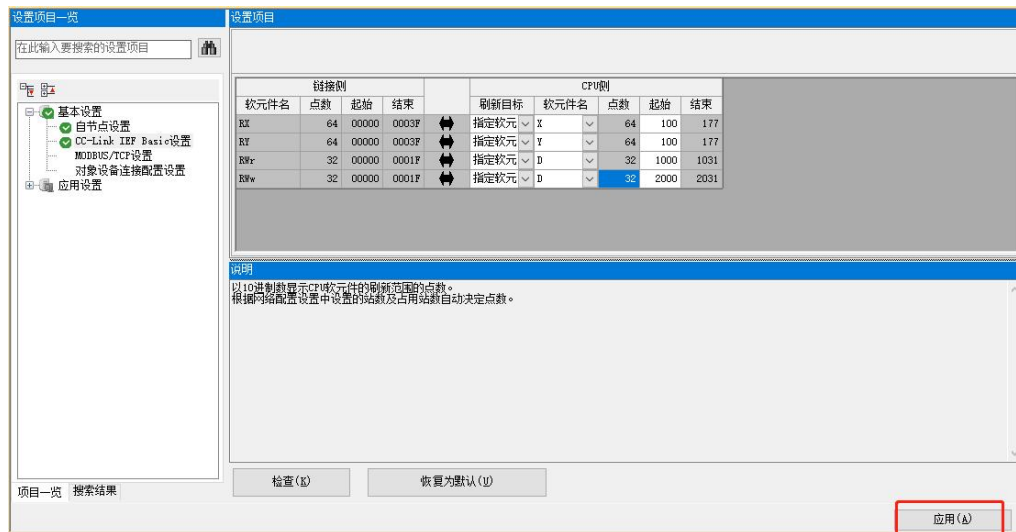 设置项目一览
在此输入要搜索的设置项目
基本设置
自节点设置
CC-Link IEF Basic设置
MODBUS/TCP设置
对象设备连接配置设置
应用设置
项目一览 搜索结果
设置项目
链接侧 CPU侧
软元件名 点数 起始 结束 刷新目标 软元件名 点数 起始 结束
RX 64 00000 0003F 指定软元 X 64 100 177
RY 64 00000 0003F 指定软元 Y 64 100 177
RWr 32 00000 0001F 指定软元 D 32 1000 1031
RWw 32 00000 0001F 指定软元 D 32 2000 2031
说明
以10进制数显示CPU软元件的刷新范围的点数。
根据网络配置设置中设置的站数及占用站数自动决定点数。
检查(K) 恢复为默认(U)
应用(A)